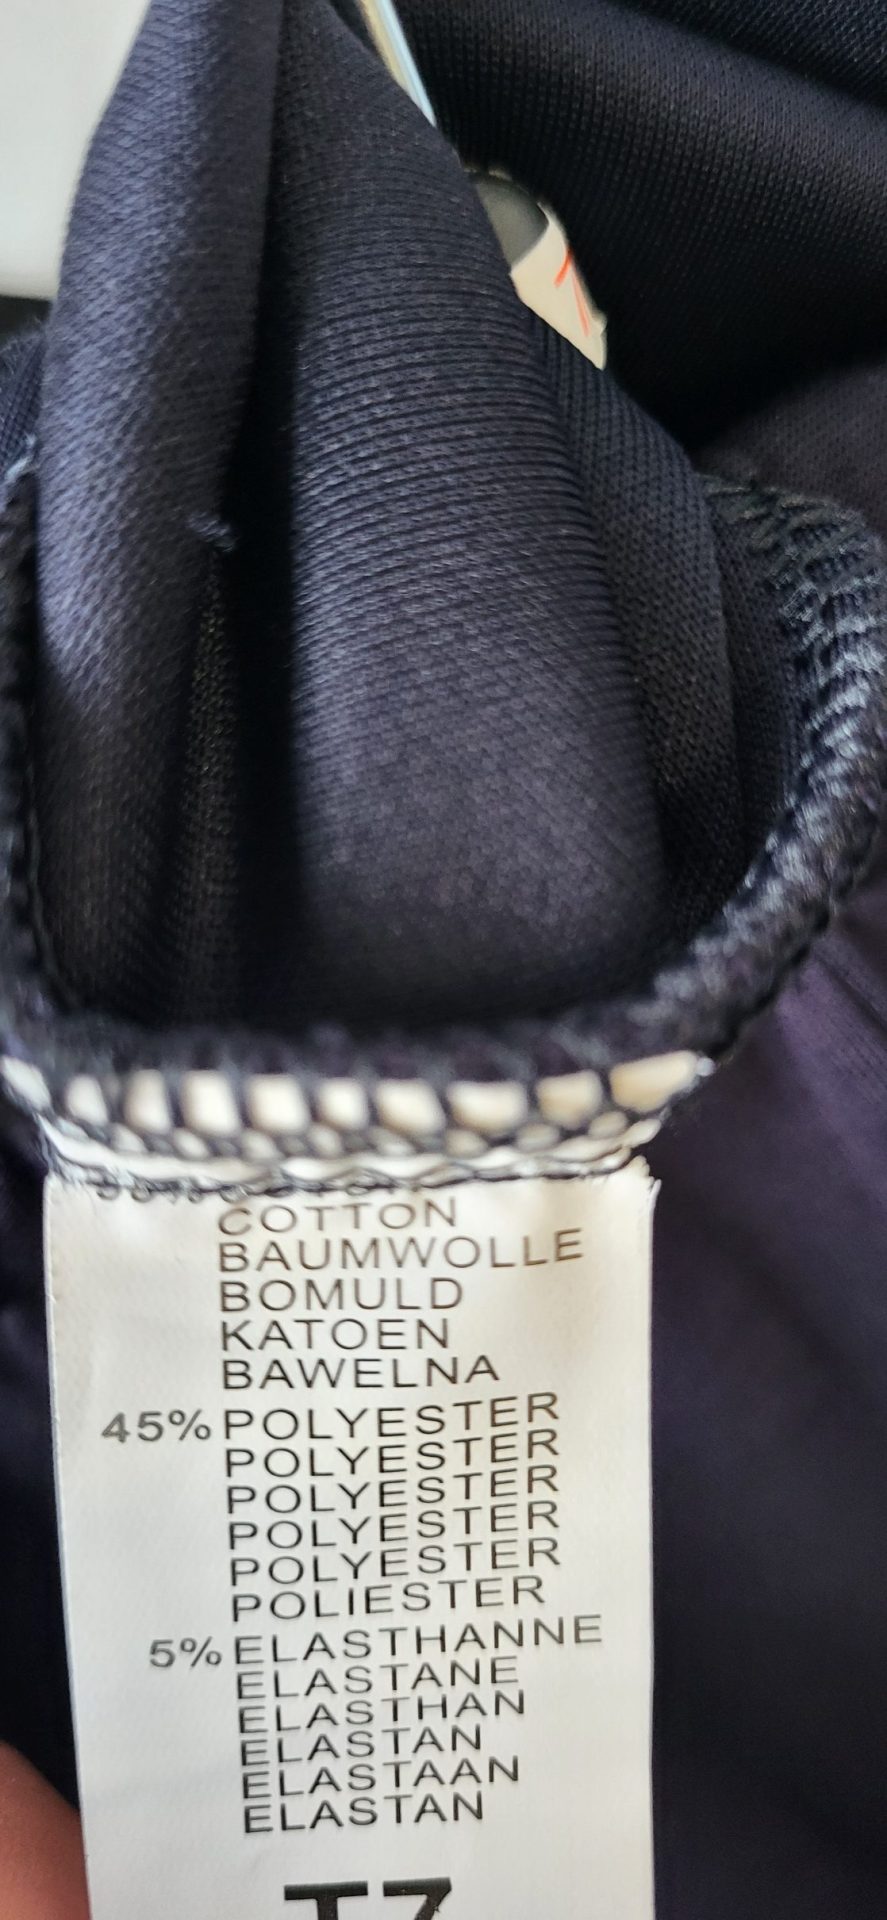 COTTON
BAUMWOLLE
BOMULD
KATOEN
BAWELNA
45% POLYESTER
POLYESTER
POLYESTER
POLYESTER
POLYESTER
POLIESTER
5% ELASTHANNE
ELASTANE
ELASTHAN
ELASTAN
ELASTAAN
ELASTAN